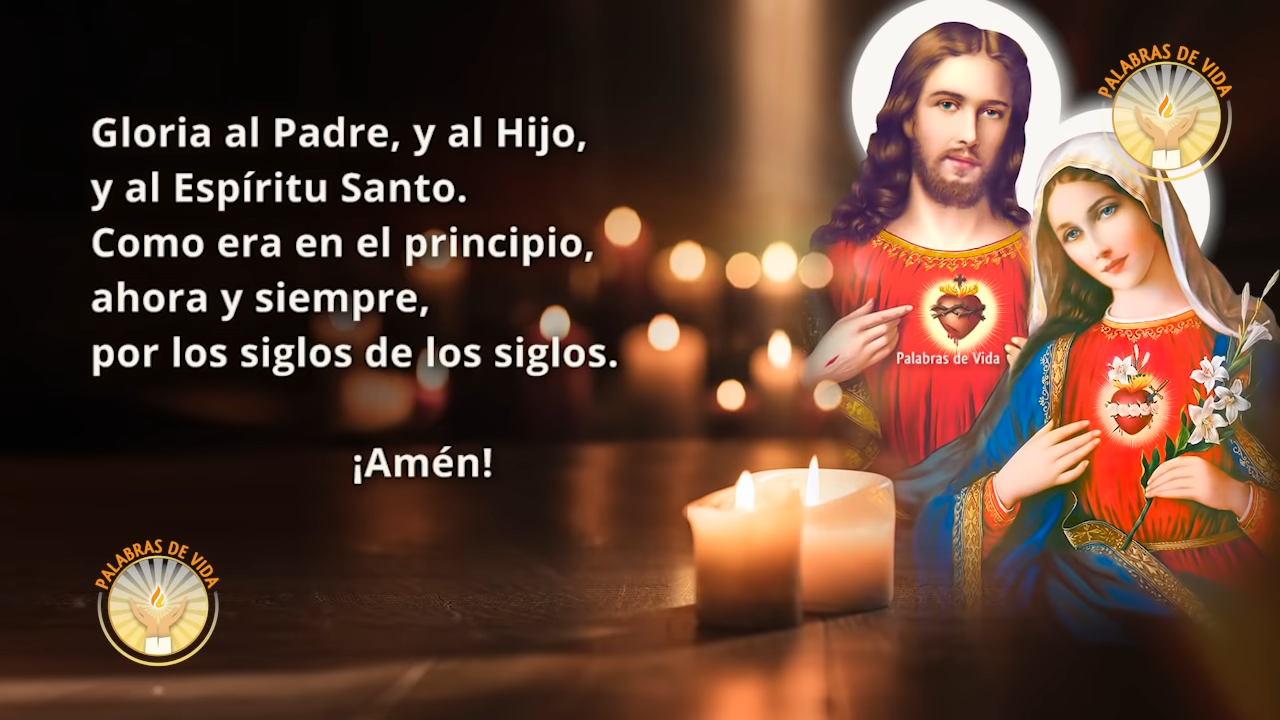 Gloria al Padre, y al Hijo,
y al Espíritu Santo.
Como era en el principio,
ahora y siempre,
por los siglos de los siglos.
¡Amén!
PALABRAS DE VIDA
Palabras de Vida
PALABRAS DE VIDA